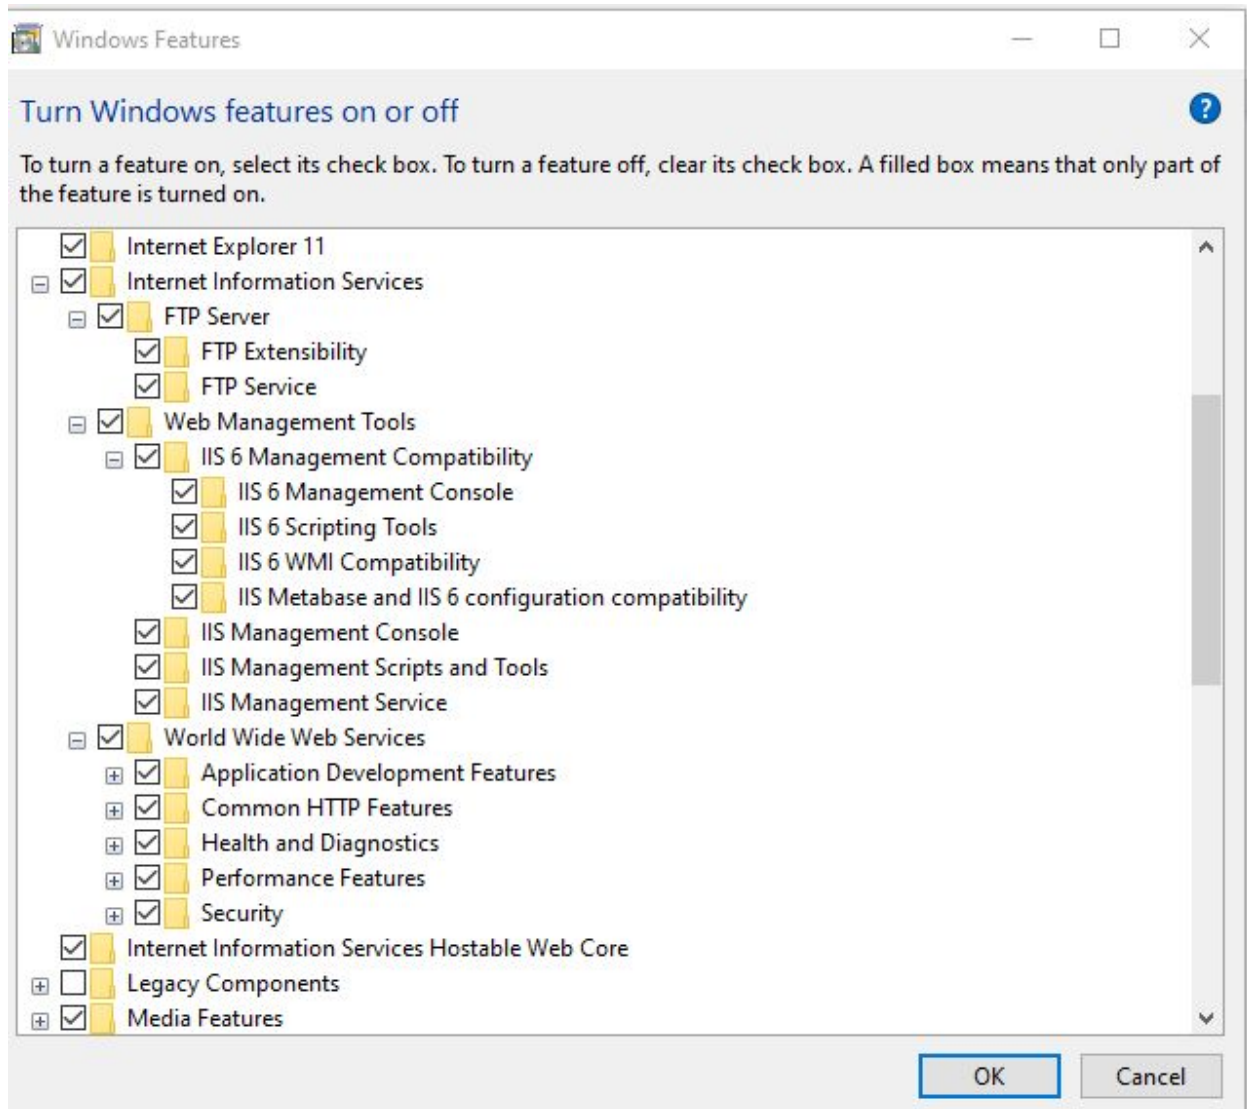 Windows Features
Turn Windows features on or off
To turn a feature on, select its check box. To turn a feature off, clear its check box. A filled box means that only part of
the feature is turned on.
Internet Explorer 11
Internet Information Services
FTP Server
FTP Extensibility
FTP Service
Web Management Tools
IIS 6 Management Compatibility
IIS 6 Management Console
IIS 6 Scripting Tools
IIS 6 WMI Compatibility
IIS Metabase and IIS 6 configuration compatibility
IIS Management Console
IIS Management Scripts and Tools
IIS Management Service
World Wide Web Services
Application Development Features
Common HTTP Features
Health and Diagnostics
Performance Features
Security
Internet Information Services Hostable Web Core
Legacy Components
Media Features
OK Cancel